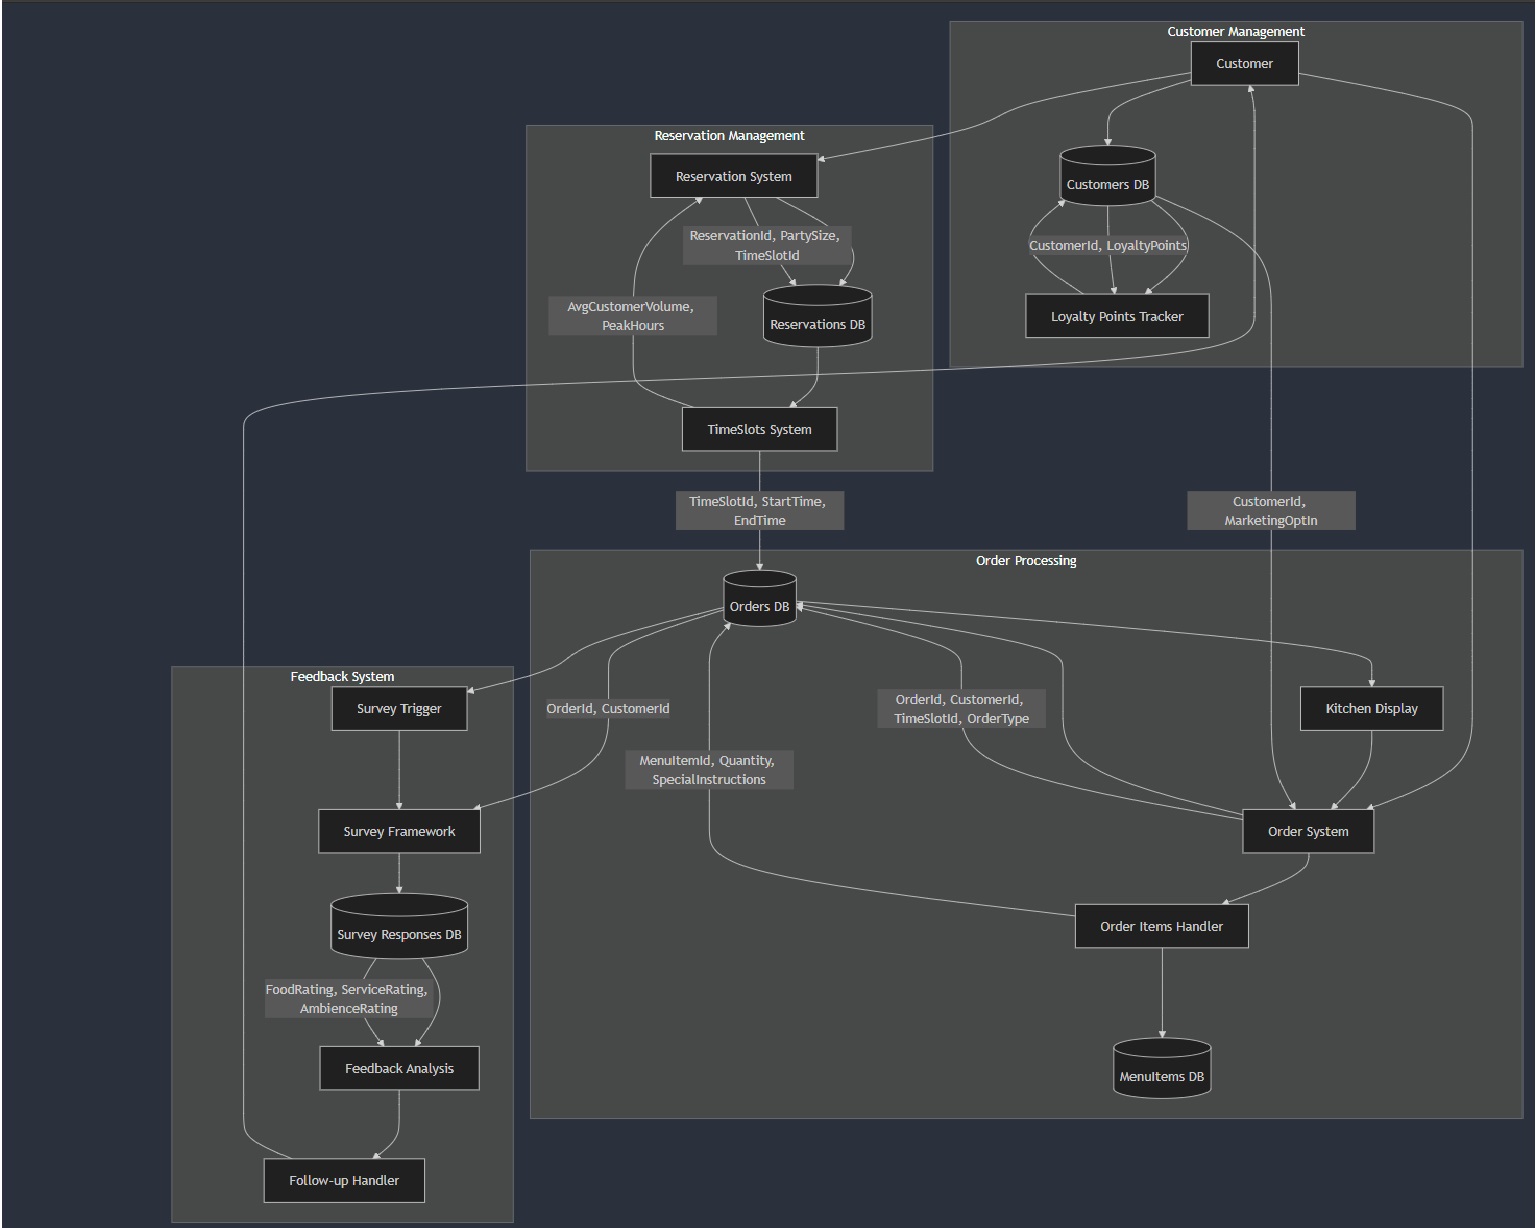 Customer Management
Customer
Reservation Management
Reservation System
Customers DB
ReservationId, PartySize,
TimeSlotId
CustomerId, LoyaltyPoints
AvgCustomerVolume,
PeakHours
Reservations DB
Loyalty Points Tracker
TimeSlots System
TimeSlotId, StartTime,
EndTime
CustomerId,
MarketingOptIn
Order Processing
Orders DB
Feedback System
Survey Trigger
OrderId, CustomerId
OrderId, CustomerId,
TimeSlotId, OrderType
Kitchen Display
MenuItemId, Quantity,
SpecialInstructions
Survey Framework
Order System
Survey Responses DB
Order Items Handler
FoodRating, ServiceRating,
AmbienceRating
Feedback Analysis
MenuItems DB
Follow-up Handler